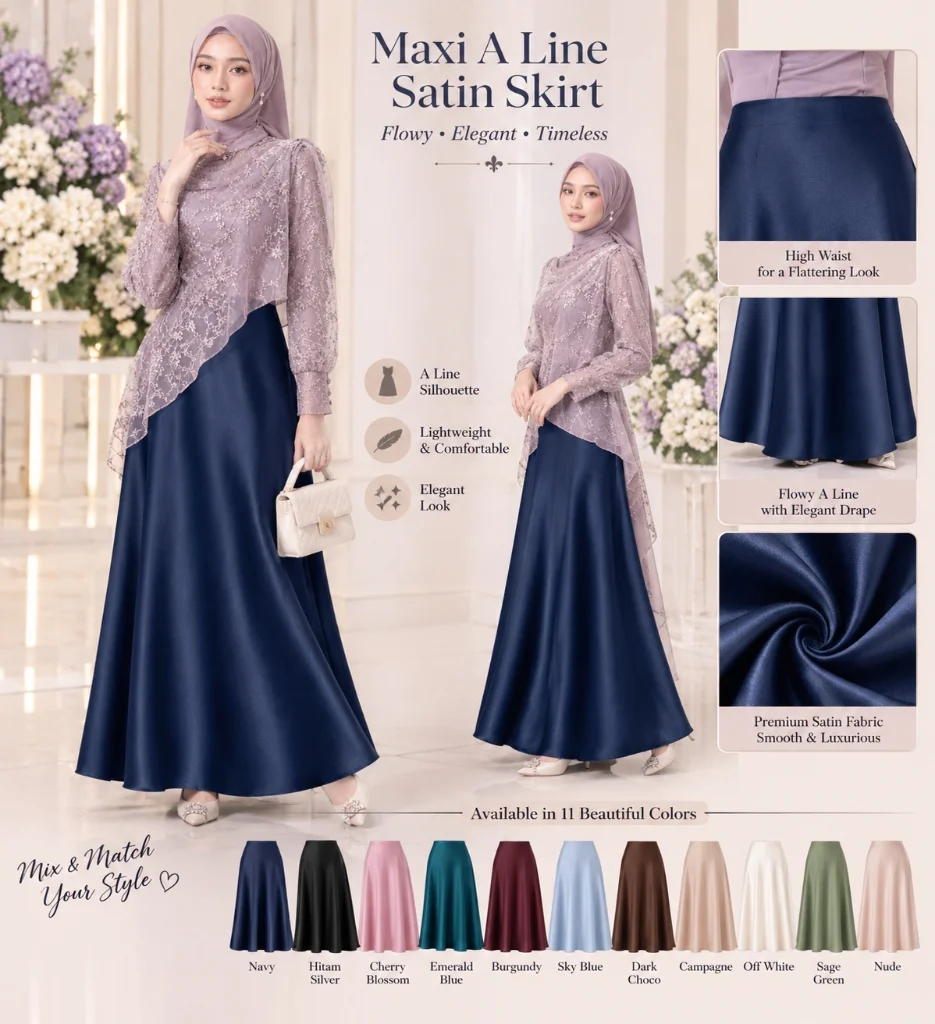 Maxi A Line
Satin Skirt
Flowy • Elegant • Timeless
A Line
Silhouette
Lightweight
& Comfortable
Elegant
Look
High Waist
for a Flattering Look
Flowy A Line
with Elegant Drape
Premium Satin Fabric
Smooth & Luxurious
Available in 11 Beautiful Colors
Mix & Match
Your Style ♡
Navy
Hitam
Silver
Cherry
Blossom
Emerald
Blue
Burgundy
Sky Blue
Dark
Choco
Campagne
Off White
Sage
Green
Nude